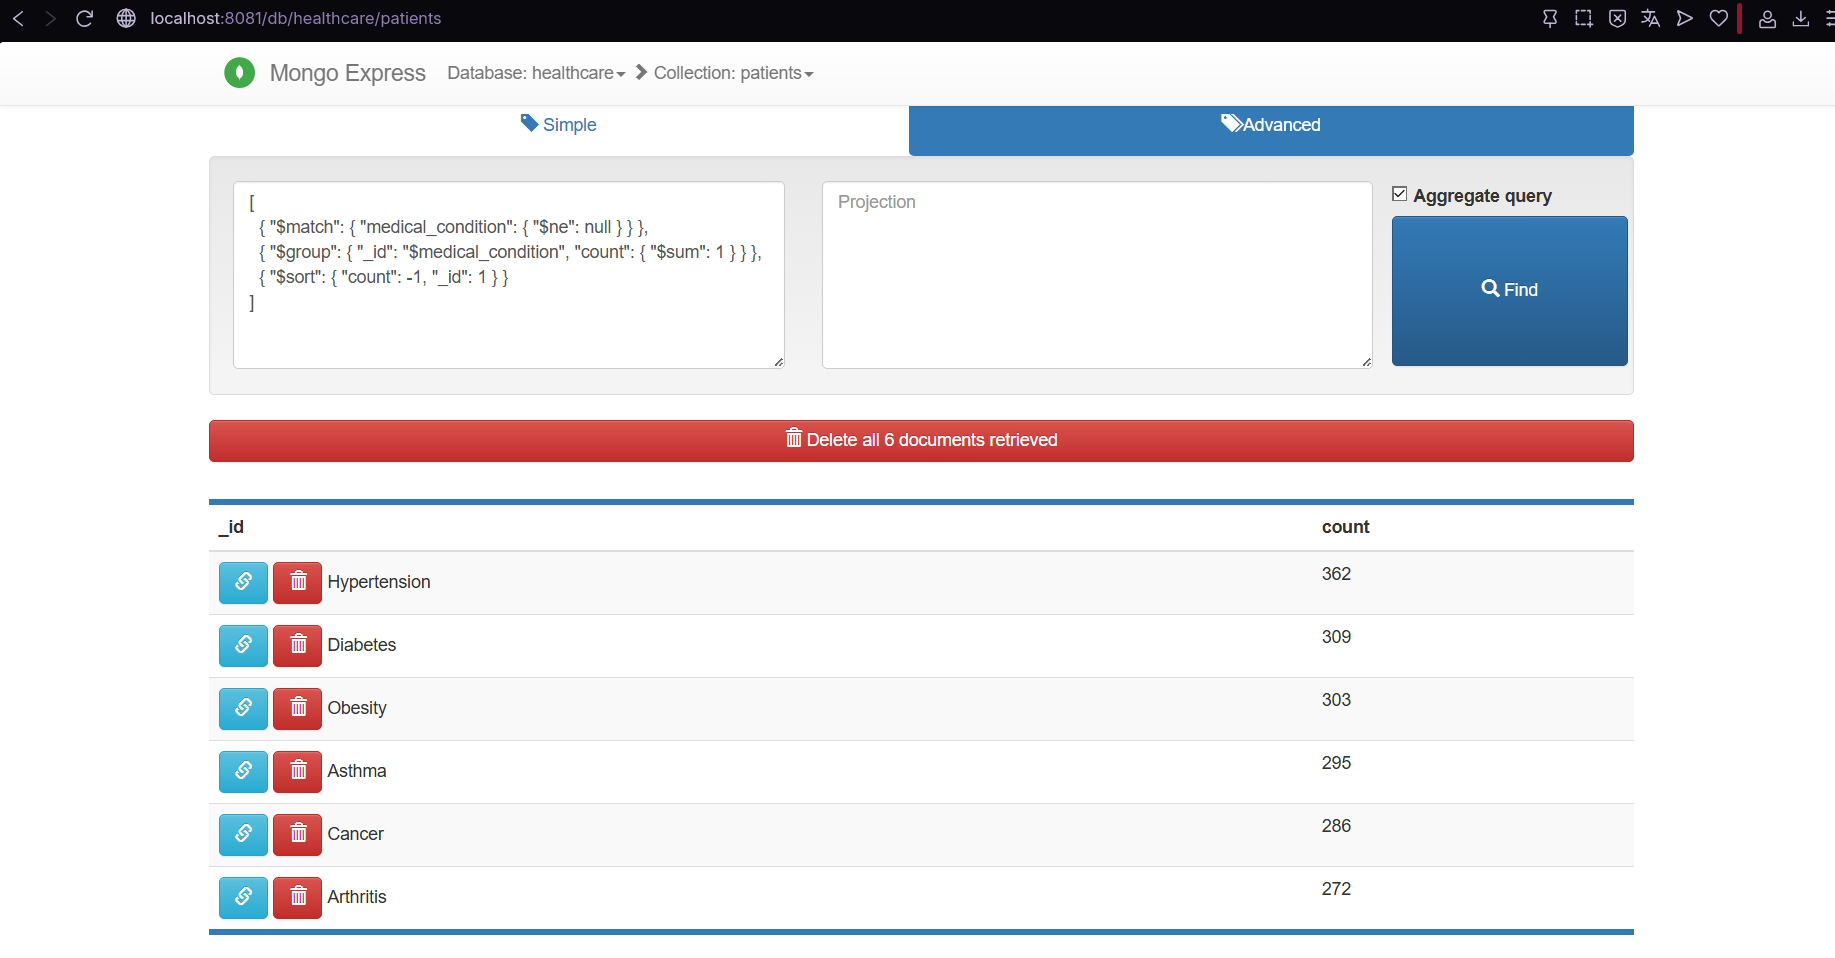 localhost:8081/db/healthcare/patients
Mongo Express Database: healthcare Collection: patients
Simple Advanced
[
{ "$match": { "medical_condition": { "$ne": null } } },
{ "$group": { "_id": "$medical_condition", "count": { "$sum": 1 } } },
{ "$sort": { "count": -1, "_id": 1 } }
]
Projection
Aggregate query
Find
Delete all 6 documents retrieved
_id count
Hypertension 362
Diabetes 309
Obesity 303
Asthma 295
Cancer 286
Arthritis 272